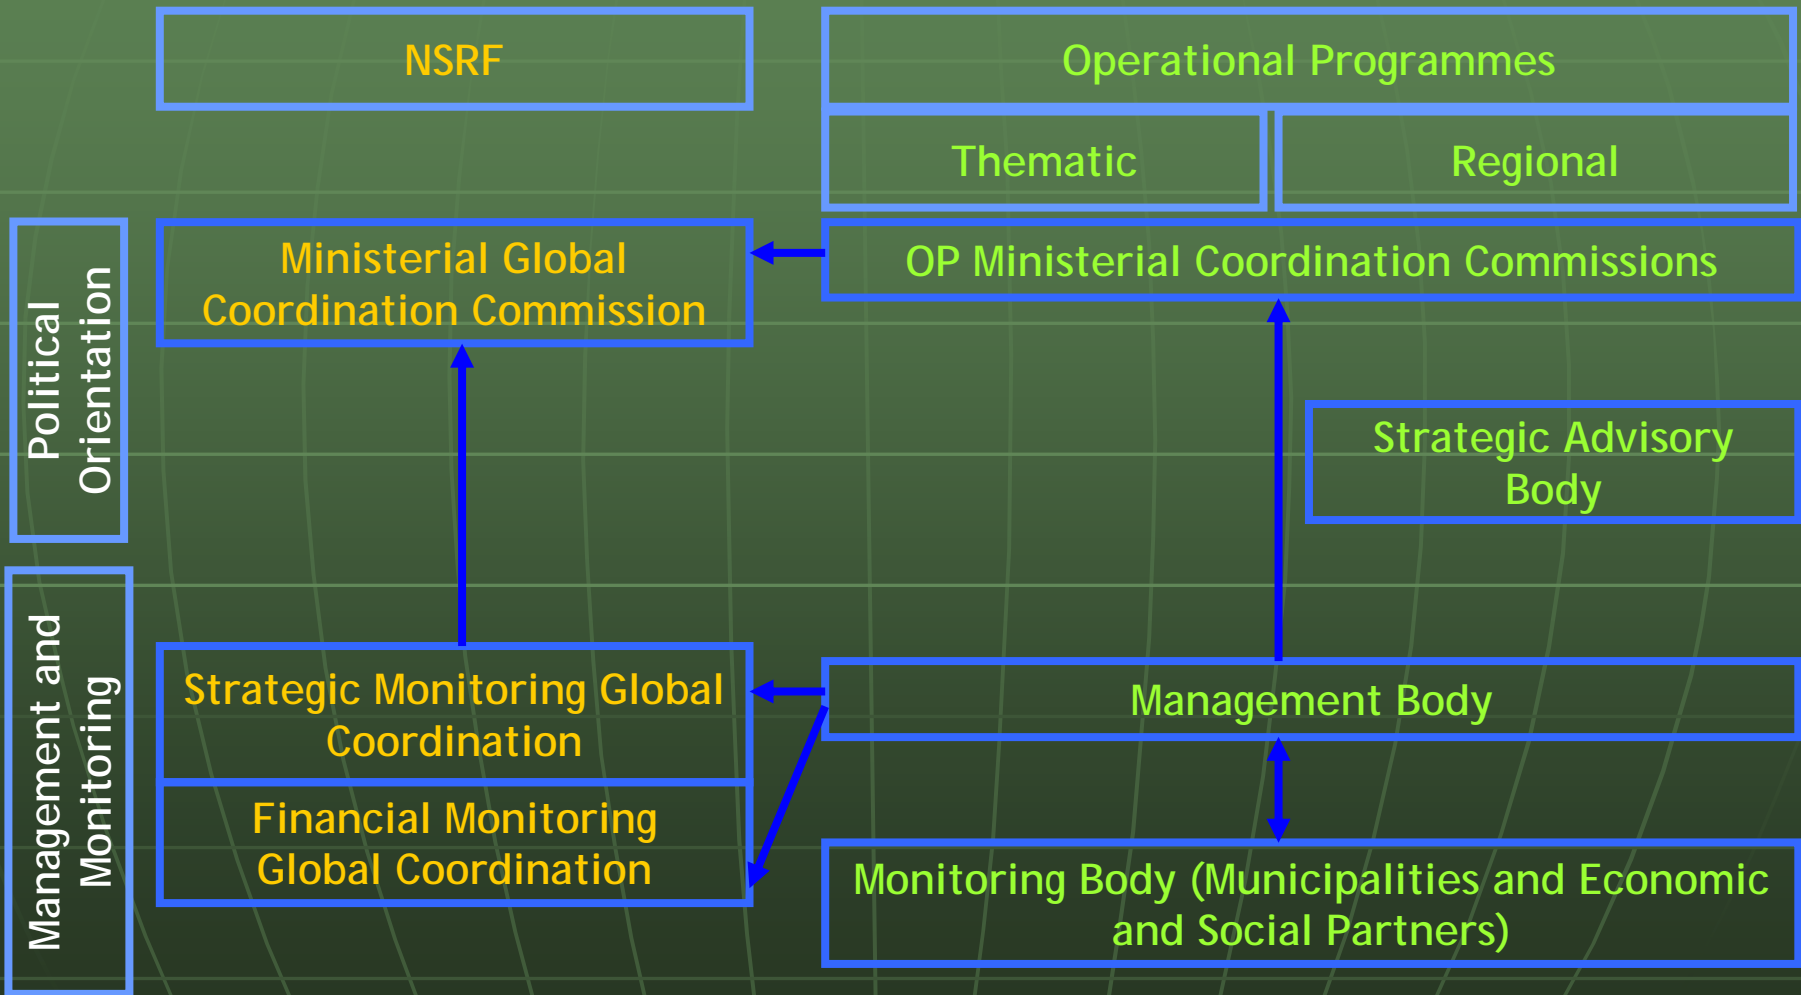 NSRF
Operational Programmes
Thematic
Regional
Political
Orientation
Ministerial Global
Coordination Commission
OP Ministerial Coordination Commissions
Strategic Advisory
Body
Management and
Monitoring
Strategic Monitoring Global
Coordination
Management Body
Financial Monitoring
Global Coordination
Monitoring Body (Municipalities and Economic
and Social Partners)